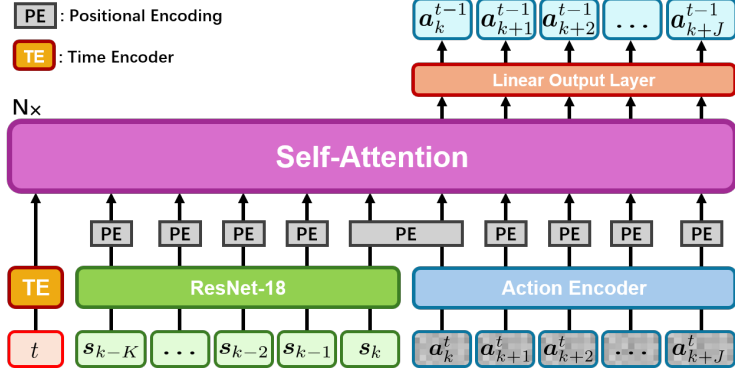 PE : Positional Encoding
TE : Time Encoder
a_k^{t-1} a_{k+1}^{t-1} a_{k+2}^{t-1} ... a_{k+J}^{t-1}
Linear Output Layer
N×
Self-Attention
PE PE PE PE PE PE PE PE PE
TE ResNet-18 Action Encoder
t s_{k-K} ... s_{k-2} s_{k-1} s_k a_k^t a_{k+1}^t a_{k+2}^t ... a_{k+J}^t